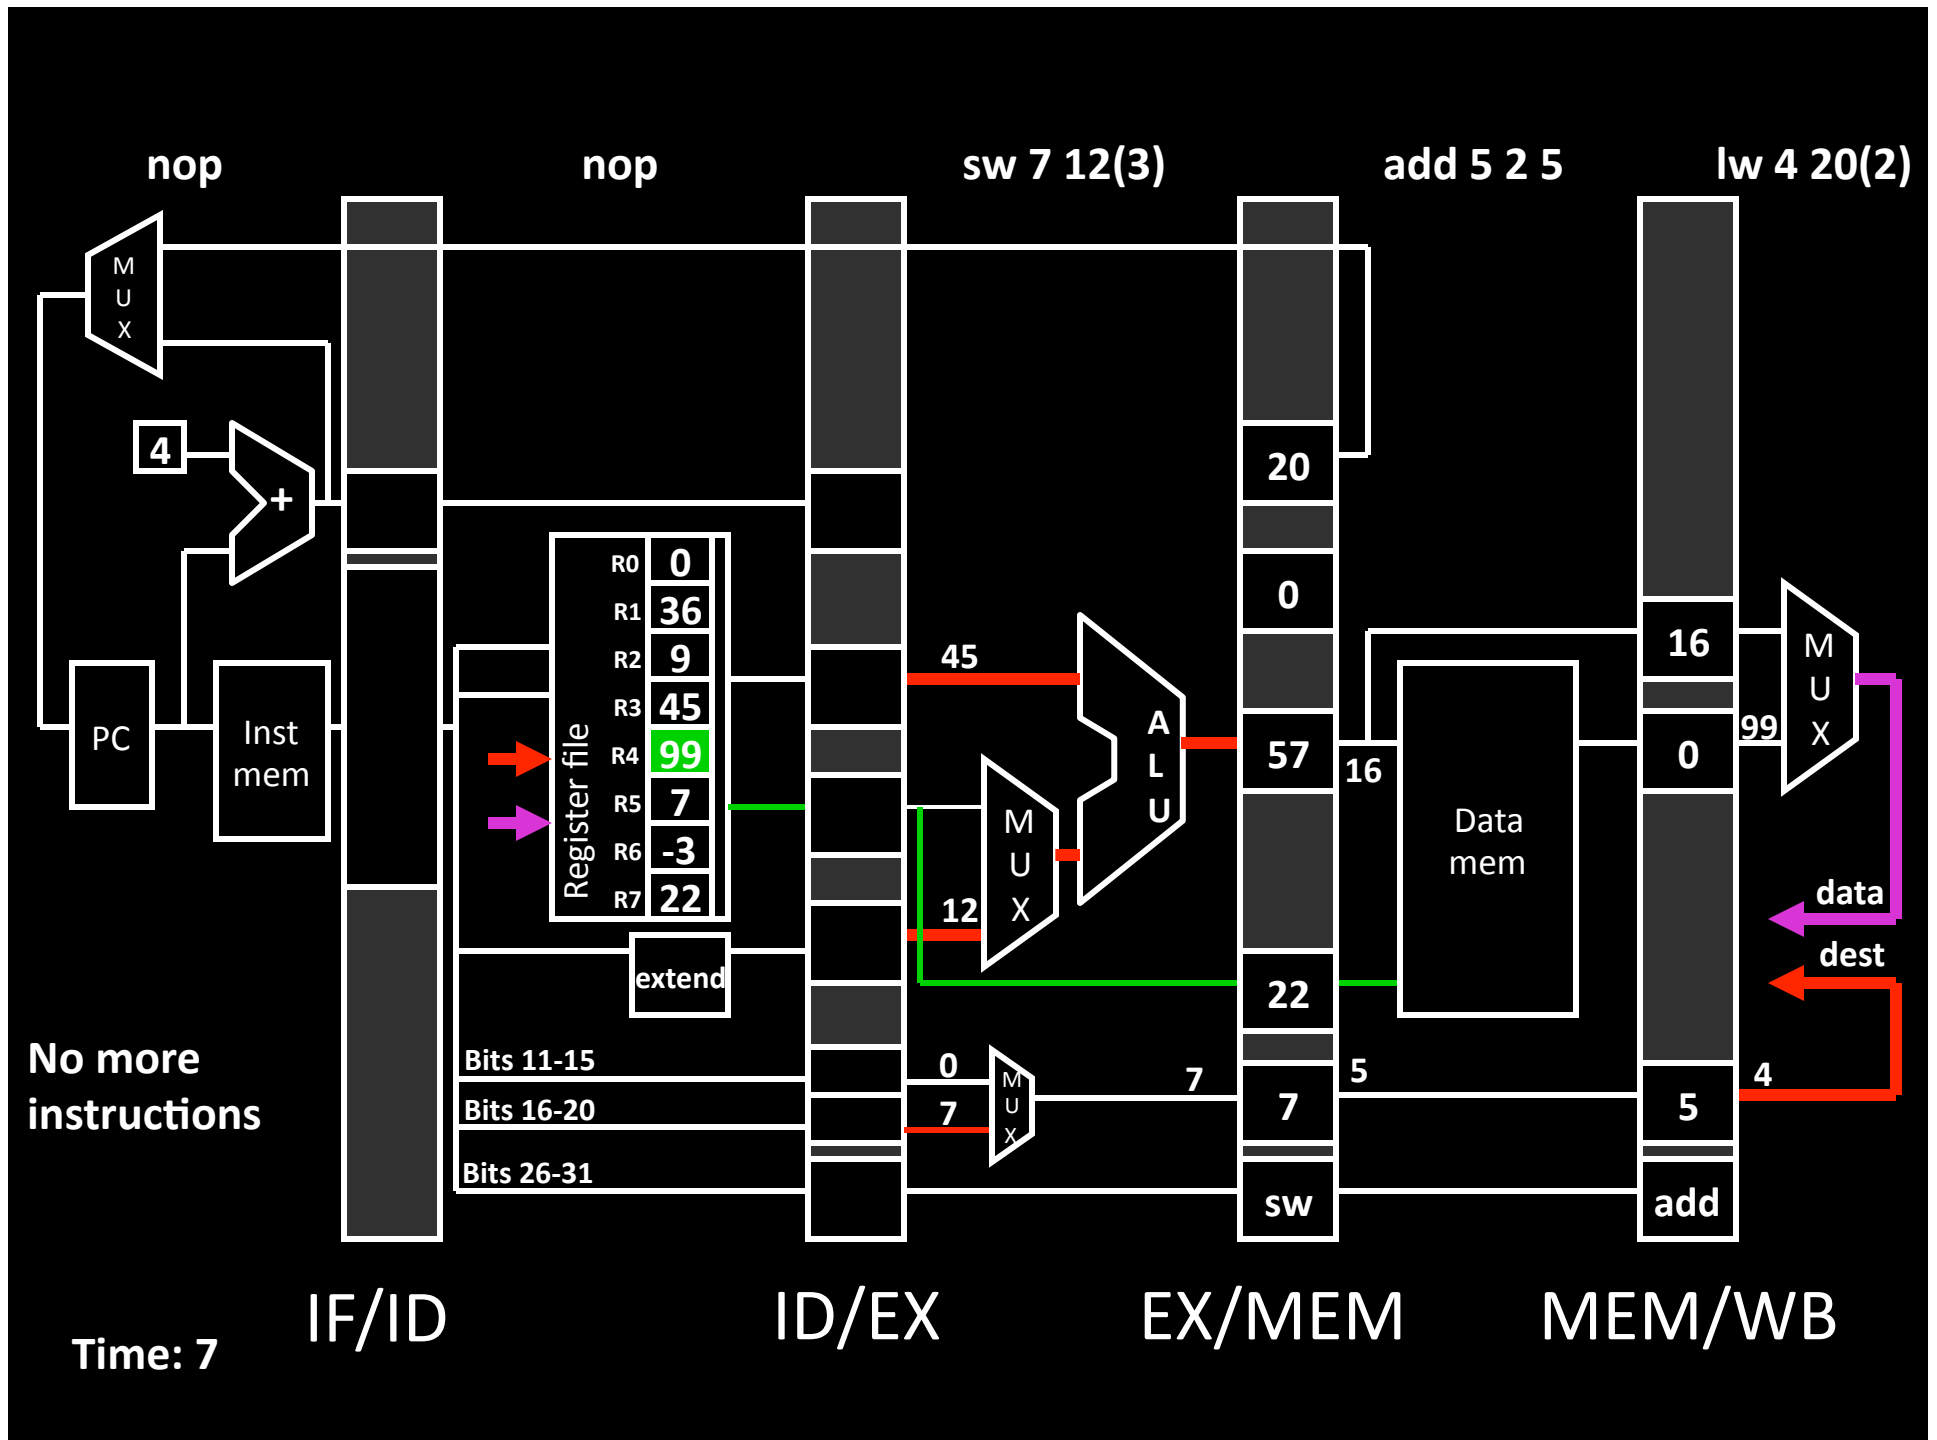 nop
nop
sw 7 12(3)
add 5 2 5
lw 4 20(2)
M
U
X
4
+
PC
Inst
mem
Register file
R0 0
R1 36
R2 9
R3 45
R4 99
R5 7
R6 -3
R7 22
extend
Bits 11-15
Bits 16-20
Bits 26-31
45
12
M
U
X
A
L
U
0
7
M
U
X
7
20
0
57
22
7
sw
16
5
Data
mem
16
0
5
add
99
M
U
X
data
dest
4
No more
instructions
IF/ID
ID/EX
EX/MEM
MEM/WB
Time: 7